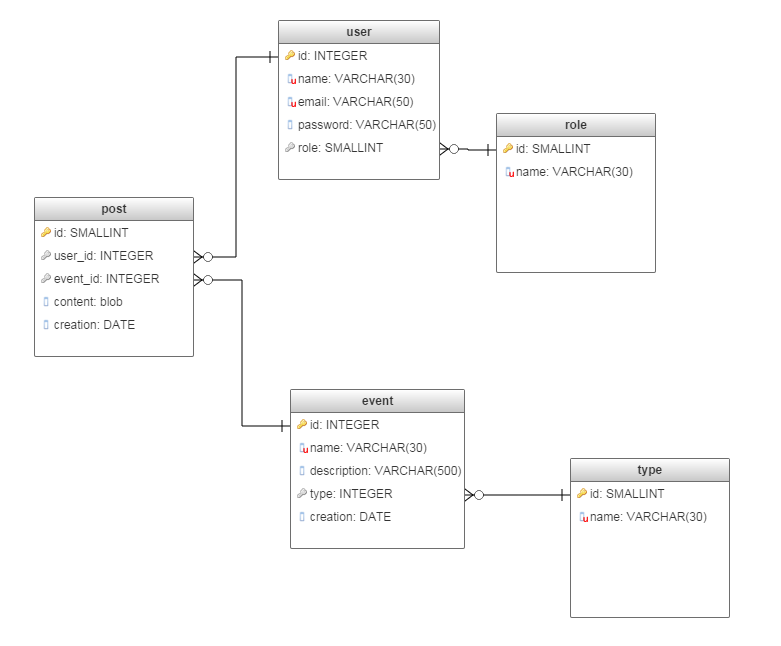 user
id: INTEGER
name: VARCHAR(30)
email: VARCHAR(50)
password: VARCHAR(50)
role: SMALLINT
role
id: SMALLINT
name: VARCHAR(30)
post
id: SMALLINT
user_id: INTEGER
event_id: INTEGER
content: blob
creation: DATE
event
id: INTEGER
name: VARCHAR(30)
description: VARCHAR(500)
type: INTEGER
creation: DATE
type
id: SMALLINT
name: VARCHAR(30)